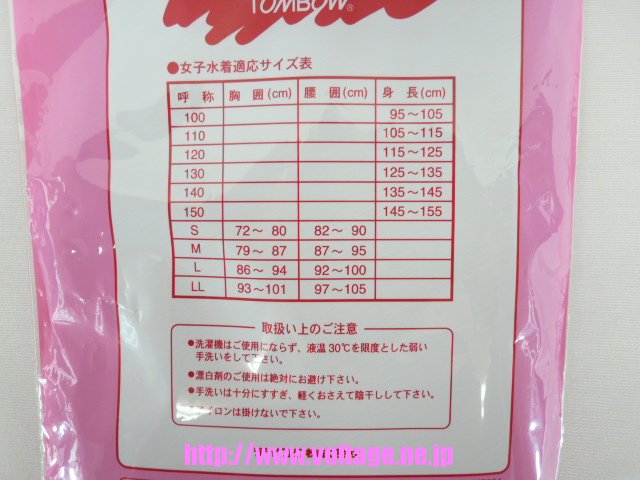 TOMBOW®
●女子水着適応サイズ表
呼称 胸囲(cm) 腰囲(cm) 身長(cm)
100 95～105
110 105～115
120 115～125
130 125～135
140 135～145
150 145～155
S 72～ 80 82～ 90
M 79～ 87 87～ 95
L 86～ 94 92～100
LL 93～101 97～105
取扱い上のご注意
●洗濯機はご使用にならず、液温30℃を限度とした弱い
手洗いをして下さい。
●漂白剤のご使用は絶対にお避け下さい。
●手洗いは十分にすすぎ、軽くおさえて陰干しして下さい。
イロンは掛けないで下さい。
http://www.voltage.ne.jp